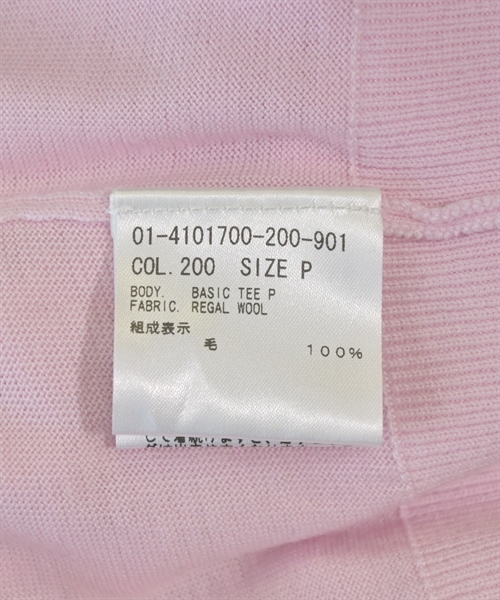 01-4101700-200-901
COL.200 SIZE P
BODY. BASIC TEE P
FABRIC. REGAL WOOL
組成表示
毛 100%